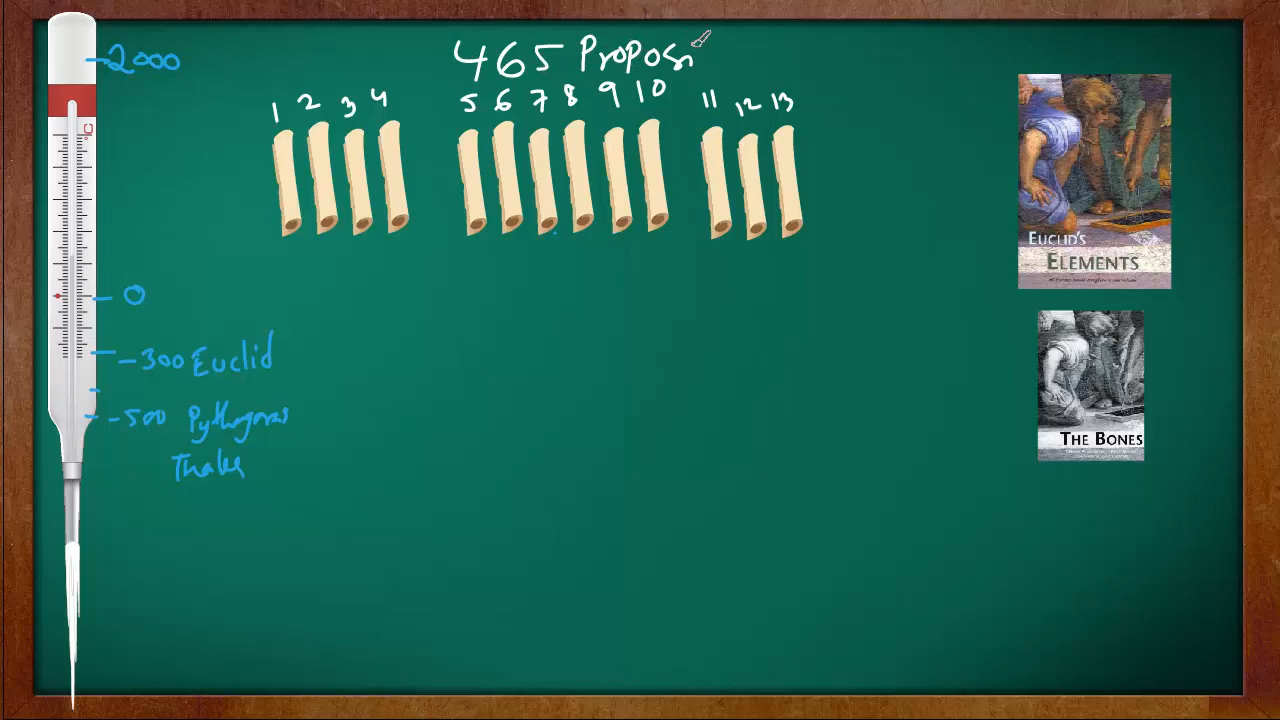 2000
465 Proposi
1 2 3 4 5 6 7 8 9 10 11 12 13
°C
0
-300 Euclid
-500 Pythagoras
Thales
EUCLID'S
ELEMENTS
THE BONES